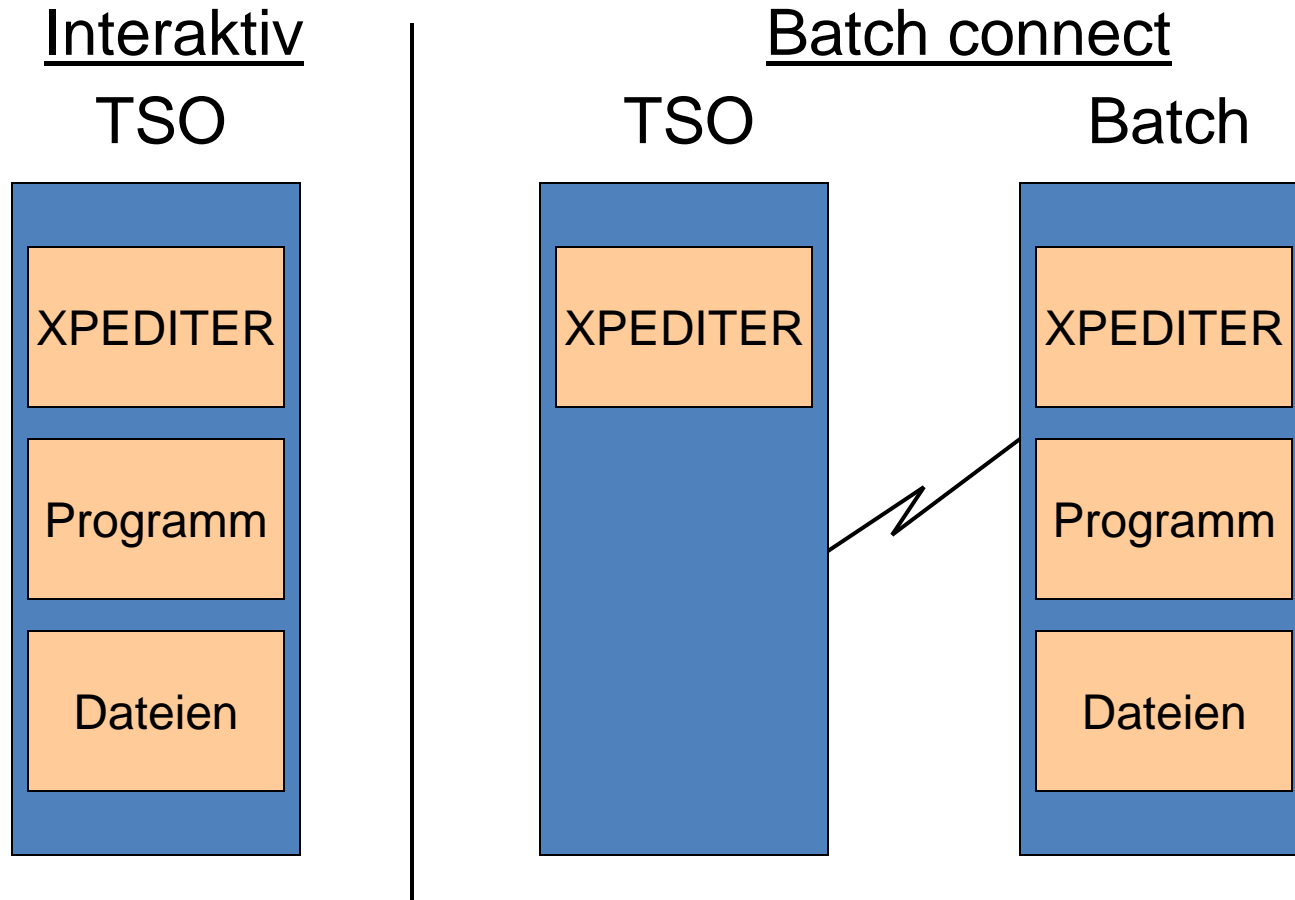 Interaktiv
TSO
XPEDITER
Programm
Dateien
Batch connect
TSO
Batch
XPEDITER
XPEDITER
Programm
Dateien